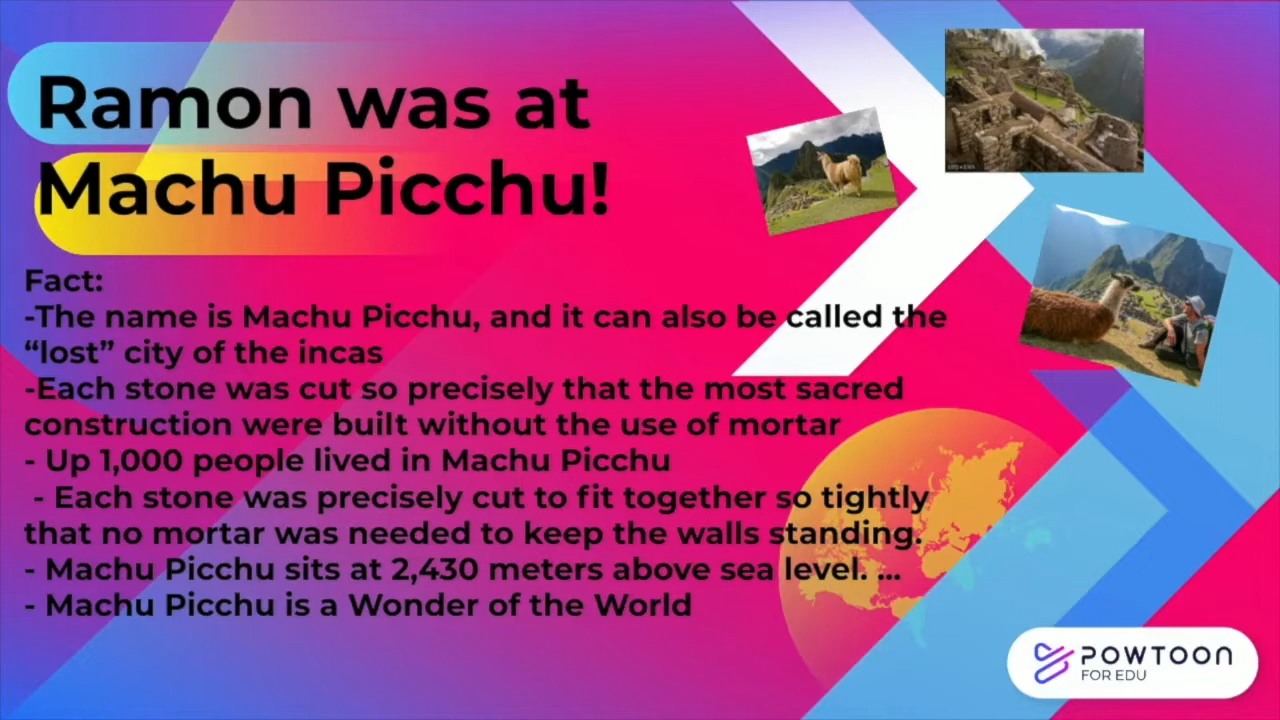 Ramon was at
Machu Picchu!
Fact:
-The name is Machu Picchu, and it can also be called the
“lost” city of the incas
-Each stone was cut so precisely that the most sacred
construction were built without the use of mortar
- Up 1,000 people lived in Machu Picchu
- Each stone was precisely cut to fit together so tightly
that no mortar was needed to keep the walls standing.
- Machu Picchu sits at 2,430 meters above sea level. ...
- Machu Picchu is a Wonder of the World
POWTOON
FOR EDU